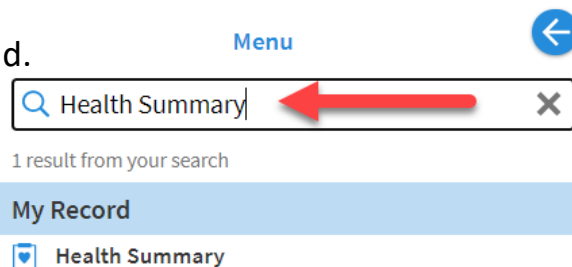 Menu
d.
Health Summary
1 result from your search
My Record
Health Summary